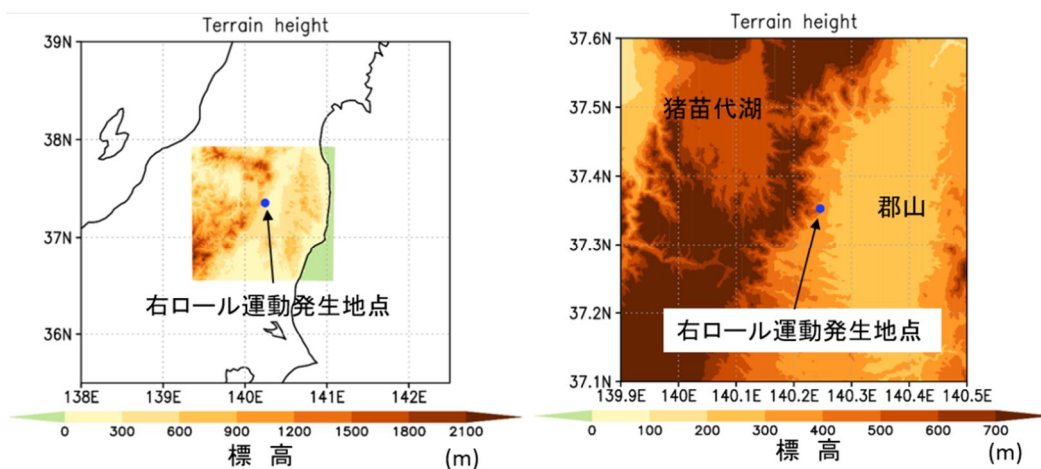 Terrain height
39N
38N
37N
36N
138E
139E
140E
141E
142E
右ロール運動発生地点
0
300
600
900
1200
1500
1800
2100
標 高
(m)
Terrain height
37.6N
37.5N
37.4N
37.3N
37.2N
37.1N
139.9E
140E
140.1E
140.2E
140.3E
140.4E
140.5E
猪苗代湖
郡山
右ロール運動発生地点
0
100
200
300
400
500
600
700
標 高
(m)